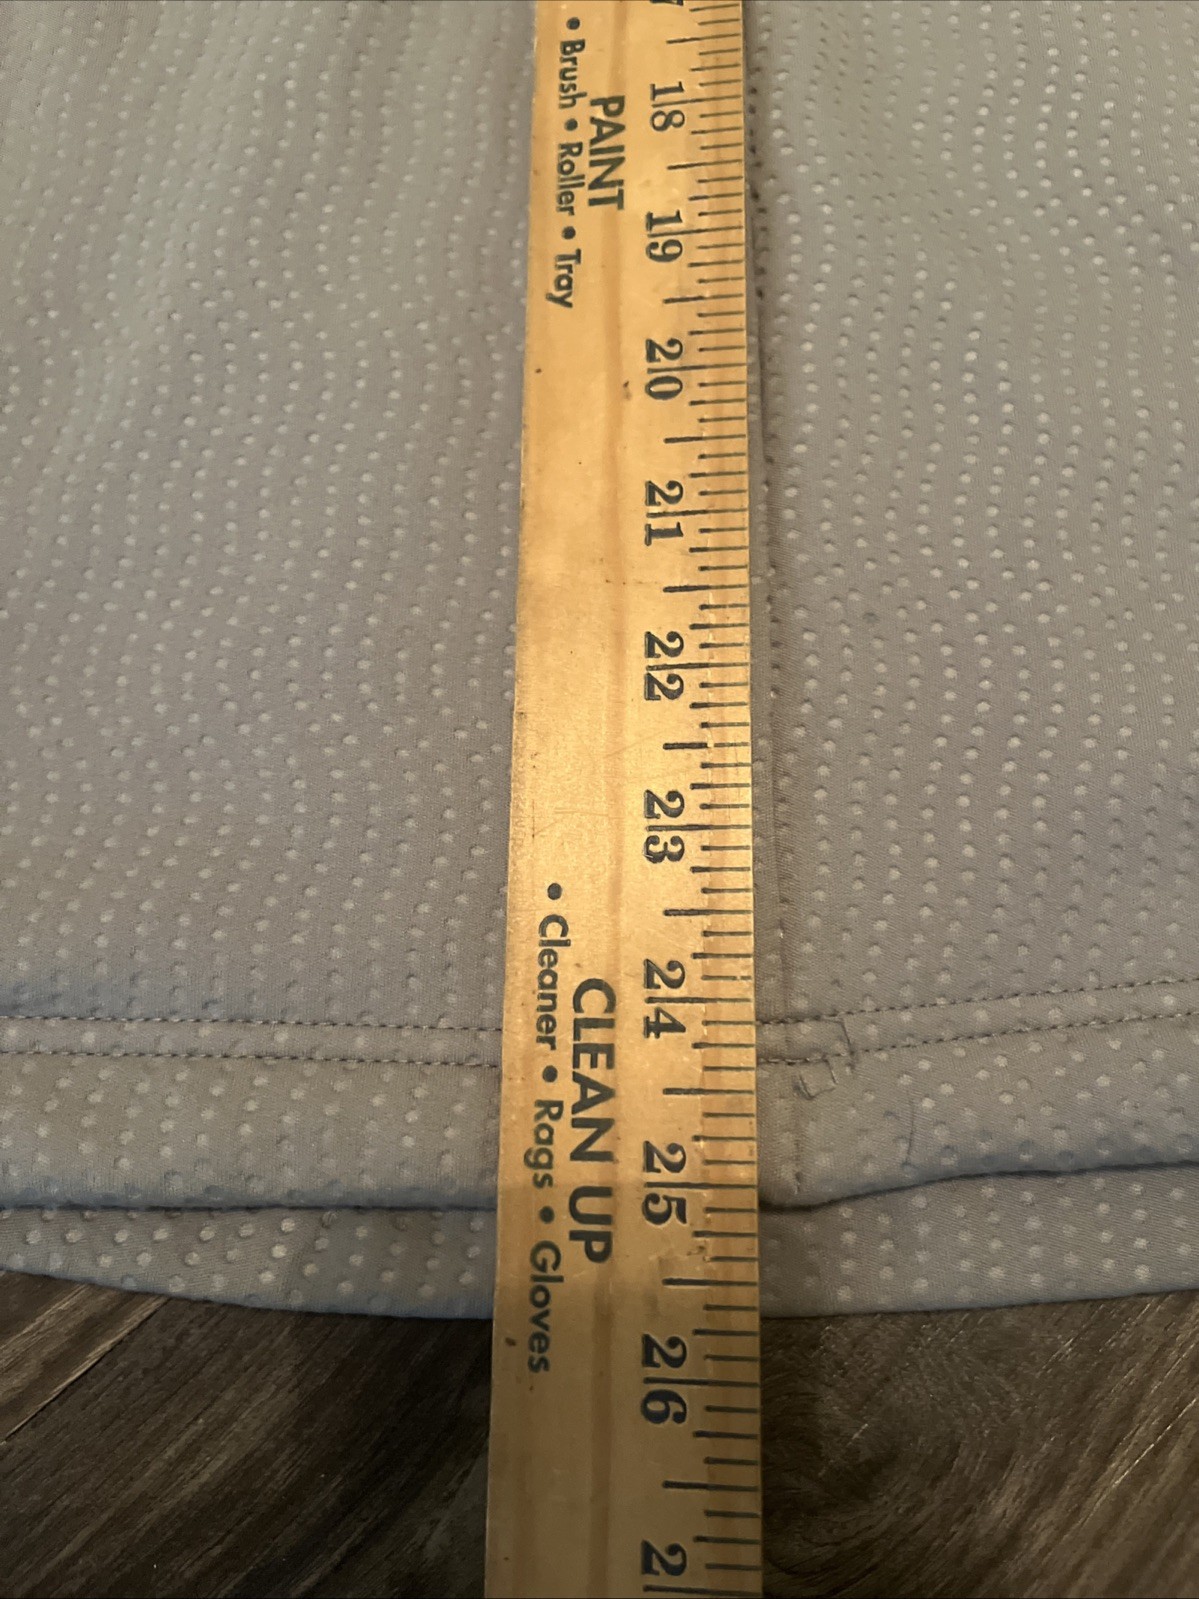 PAINT
• Brush • Roller • Tray
CLEAN UP
• Cleaner • Rags • Gloves
18
19
20
21
22
23
24
25
26